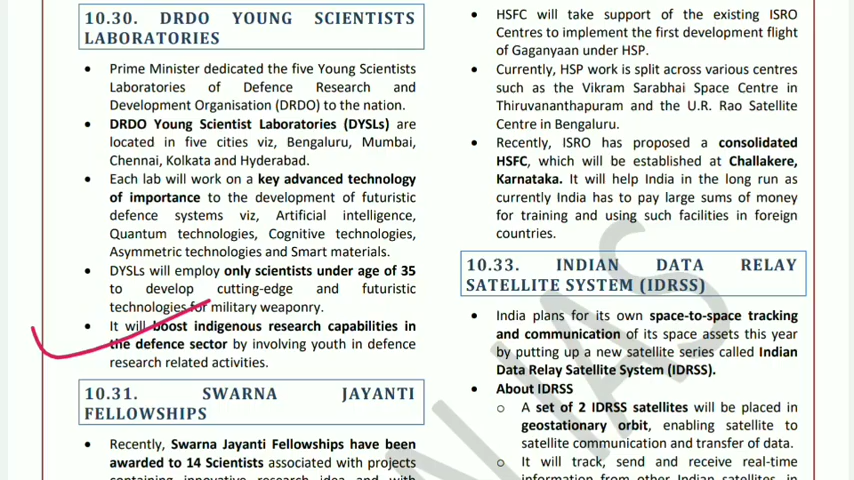 10.30. DRDO YOUNG SCIENTISTS
LABORATORIES
• Prime Minister dedicated the five Young Scientists
Laboratories of Defence Research and
Development Organisation (DRDO) to the nation.
• DRDO Young Scientist Laboratories (DYSLs) are
located in five cities viz, Bengaluru, Mumbai,
Chennai, Kolkata and Hyderabad.
• Each lab will work on a key advanced technology
of importance to the development of futuristic
defence systems viz, Artificial intelligence,
Quantum technologies, Cognitive technologies,
Asymmetric technologies and Smart materials.
• DYSLs will employ only scientists under age of 35
to develop cutting-edge and futuristic
technologies for military weaponry.
• It will boost indigenous research capabilities in
the defence sector by involving youth in defence
research related activities.
10.31. SWARNA JAYANTI
FELLOWSHIPS
• Recently, Swarna Jayanti Fellowships have been
awarded to 14 Scientists associated with projects
containing innovative research idea and with
• HSFC will take support of the existing ISRO
Centres to implement the first development flight
of Gaganyaan under HSP.
• Currently, HSP work is split across various centres
such as the Vikram Sarabhai Space Centre in
Thiruvananthapuram and the U.R. Rao Satellite
Centre in Bengaluru.
• Recently, ISRO has proposed a consolidated
HSFC, which will be established at Challakere,
Karnataka. It will help India in the long run as
currently India has to pay large sums of money
for training and using such facilities in foreign
countries.
10.33. INDIAN DATA RELAY
SATELLITE SYSTEM (IDRSS)
• India plans for its own space-to-space tracking
and communication of its space assets this year
by putting up a new satellite series called Indian
Data Relay Satellite System (IDRSS).
• About IDRSS
o A set of 2 IDRSS satellites will be placed in
geostationary orbit, enabling satellite to
satellite communication and transfer of data.
o It will track, send and receive real-time
information from other Indian satellites, in
N IAS